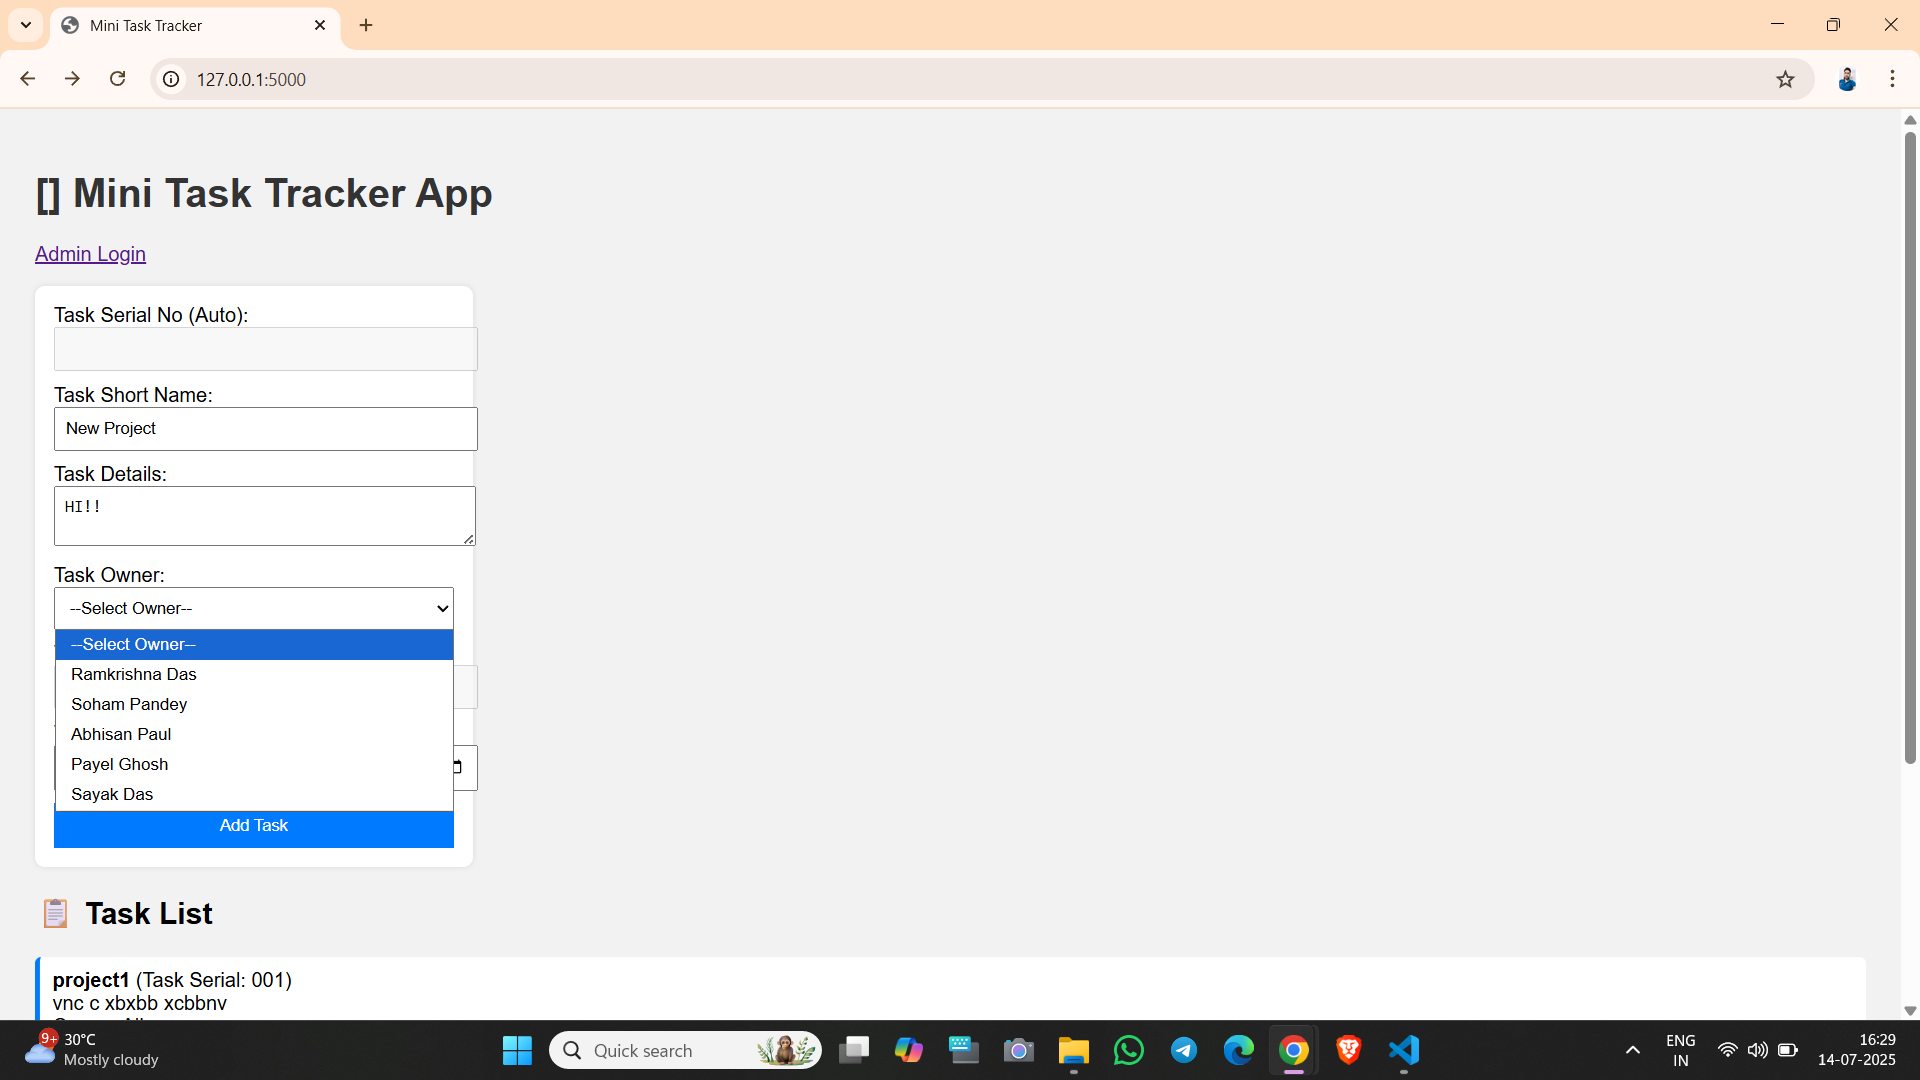 Mini Task Tracker
127.0.0.1:5000
[] Mini Task Tracker App
Admin Login
Task Serial No (Auto):
Task Short Name:
New Project
Task Details:
HI!!
Task Owner:
--Select Owner--
--Select Owner--
Ramkrishna Das
Soham Pandey
Abhisan Paul
Payel Ghosh
Sayak Das
Add Task
📋 Task List
project1 (Task Serial: 001)
vnc c xbxbb xcbbnv
9+
30°C
Mostly cloudy
Quick search
ENG
IN
16:29
14-07-2025